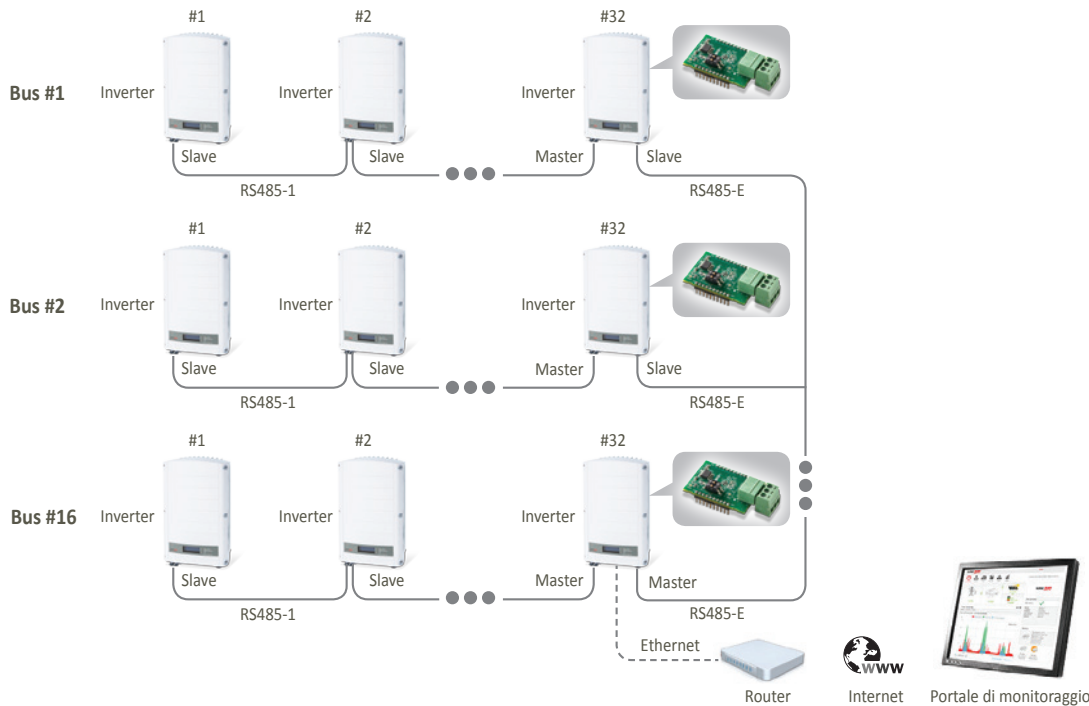 #1 #2 #32
Bus #1 Inverter Inverter Inverter
Slave Slave Master Slave
RS485-1 RS485-E
#1 #2 #32
Bus #2 Inverter Inverter Inverter
Slave Slave Master Slave
RS485-1 RS485-E
#1 #2 #32
Bus #16 Inverter Inverter Inverter
Slave Slave Master Master
RS485-1 RS485-E
Ethernet
WWW
Router Internet Portale di monitoraggio